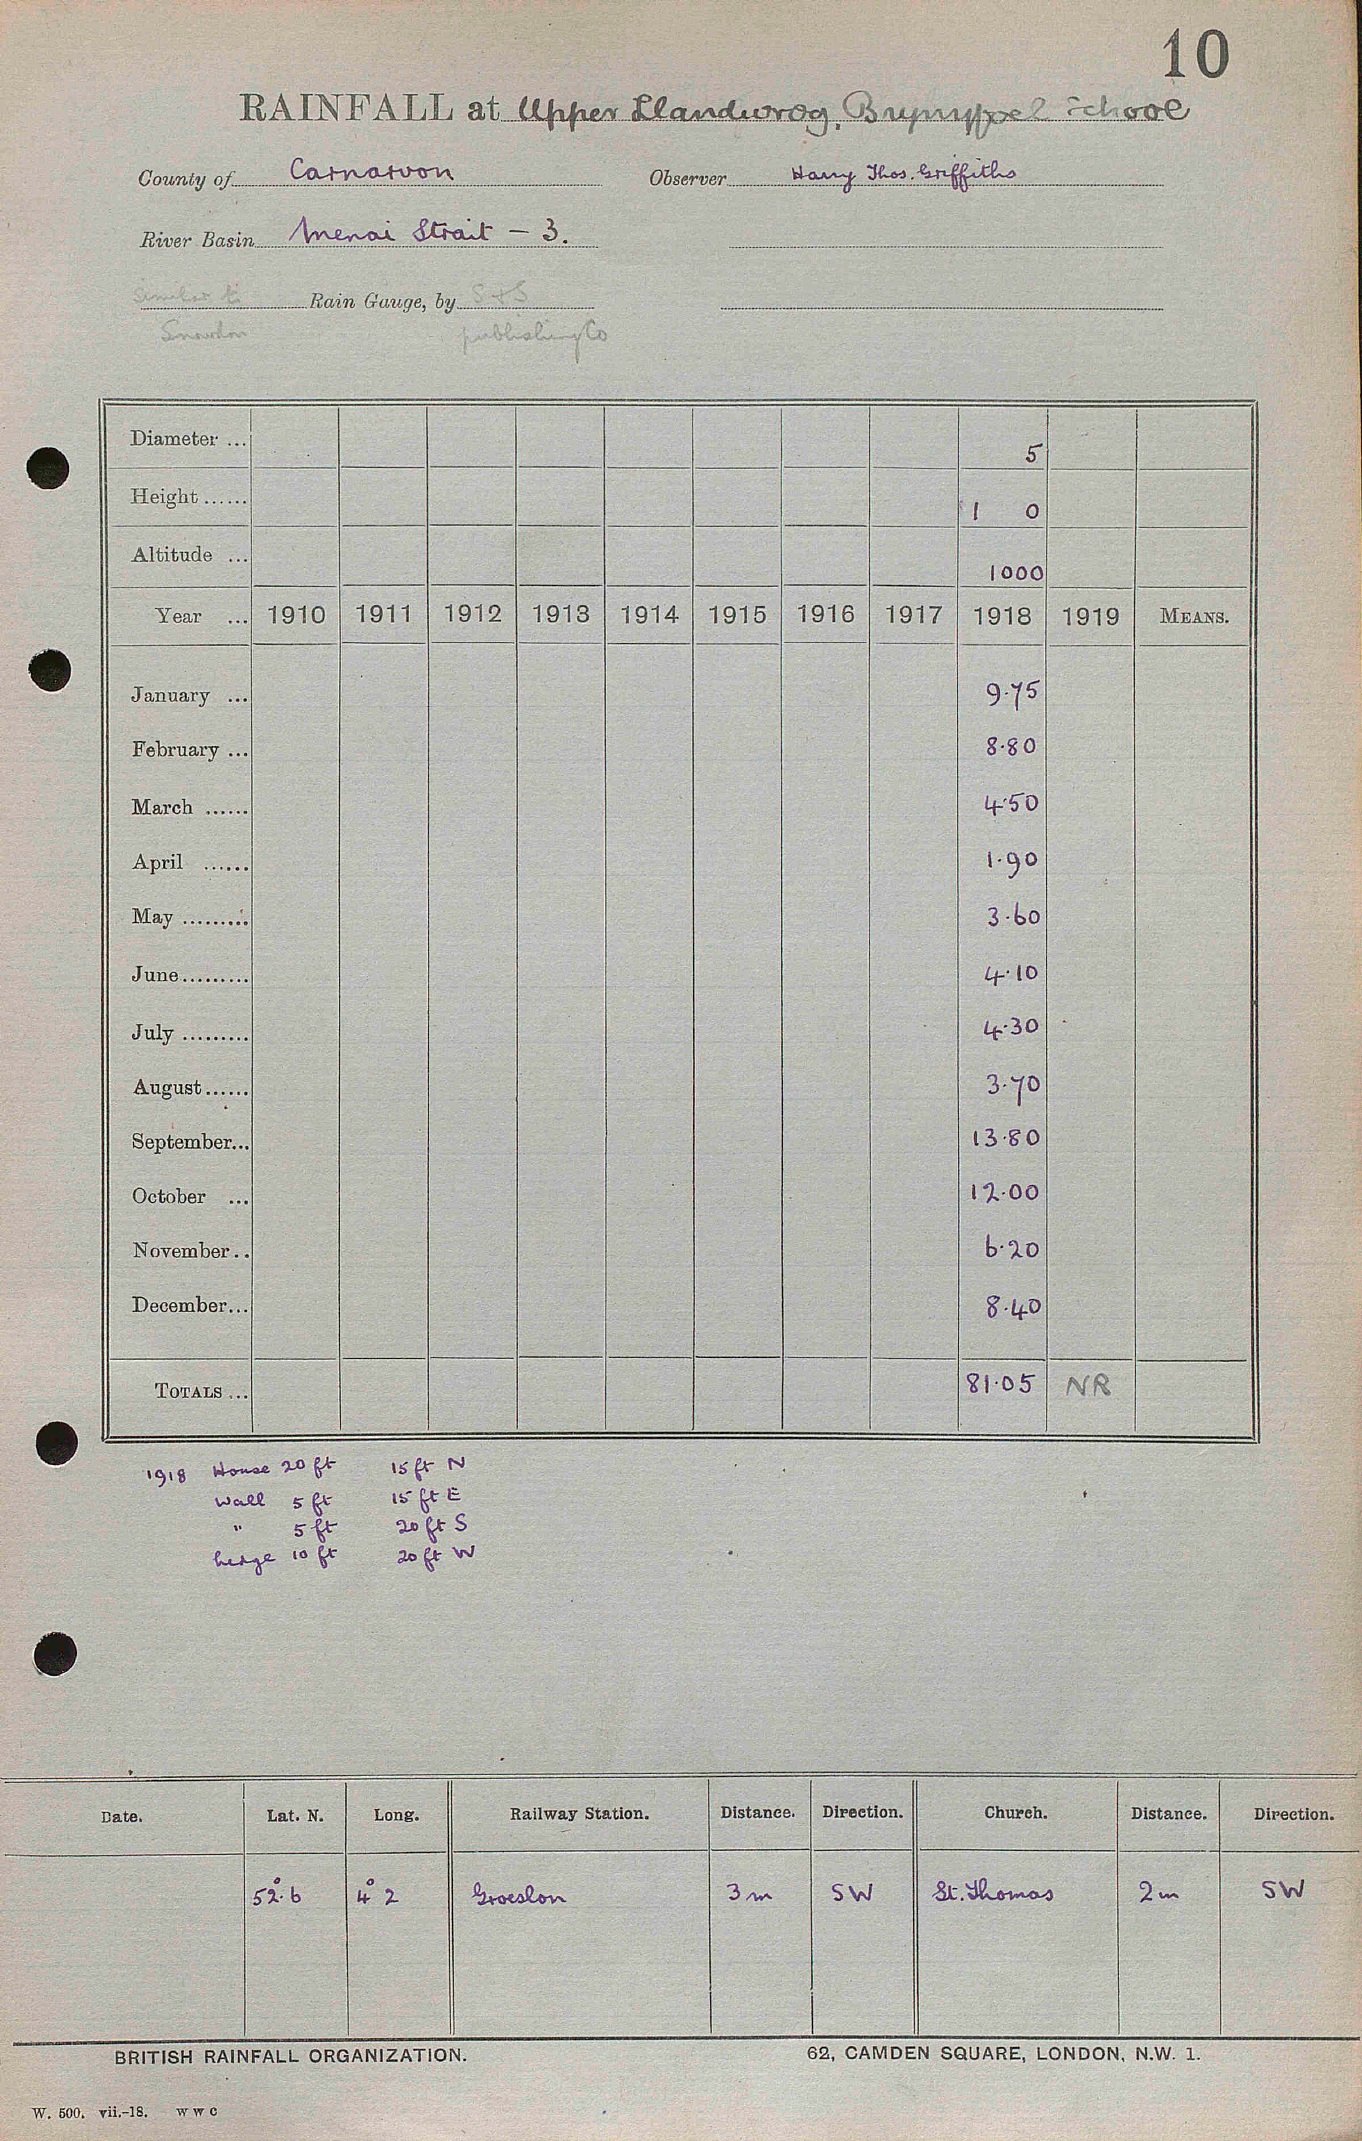 10
RAINFALL at Upper Llandwrog, Brynyffoel School
County of Carnarvon Observer Harry Thos. Griffiths
River Basin Menai Strait - 3.
Similar to Rain Gauge, by S & S
Snowdon publishing Co
Diameter ... 5
Height ...... 1 0
Altitude ... 1000
Year ... 1910 1911 1912 1913 1914 1915 1916 1917 1918 1919 MEANS.
January ... 9.75
February ... 8.80
March ...... 4.50
April ...... 1.90
May ......... 3.60
June......... 4.10
July ......... 4.30
August...... 3.70
September... 13.80
October ... 12.00
November.. 6.20
December... 8.40
TOTALS ... 81.05 NR
1918 House 20 ft 15 ft N
Wall 5 ft 15 ft E
" 5 ft 20 ft S
hedge 10 ft 20 ft W
Date. Lat. N. Long. Railway Station. Distance. Direction. Church. Distance. Direction.
52°.6 4° 2 Groeslon 3 m SW St. Thomas 2 m SW
BRITISH RAINFALL ORGANIZATION. 62, CAMDEN SQUARE, LONDON, N.W. 1.
W. 500. vii.-18. W W C